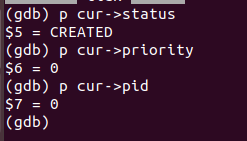 (gdb) p cur->status
$5 = CREATED
(gdb) p cur->priority
$6 = 0
(gdb) p cur->pid
$7 = 0
(gdb)